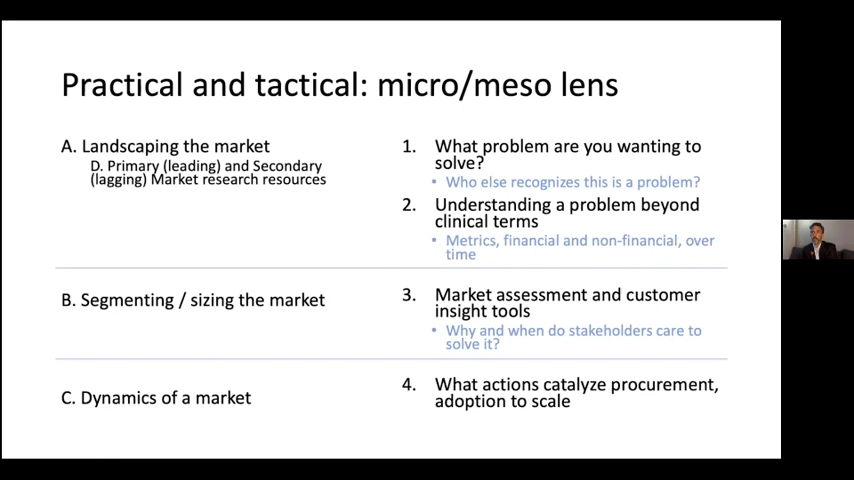 Practical and tactical: micro/meso lens
A. Landscaping the market
D. Primary (leading) and Secondary
(lagging) Market research resources
1. What problem are you wanting to
solve?
• Who else recognizes this is a problem?
2. Understanding a problem beyond
clinical terms
• Metrics, financial and non-financial, over
time
B. Segmenting / sizing the market
3. Market assessment and customer
insight tools
• Why and when do stakeholders care to
solve it?
C. Dynamics of a market
4. What actions catalyze procurement,
adoption to scale